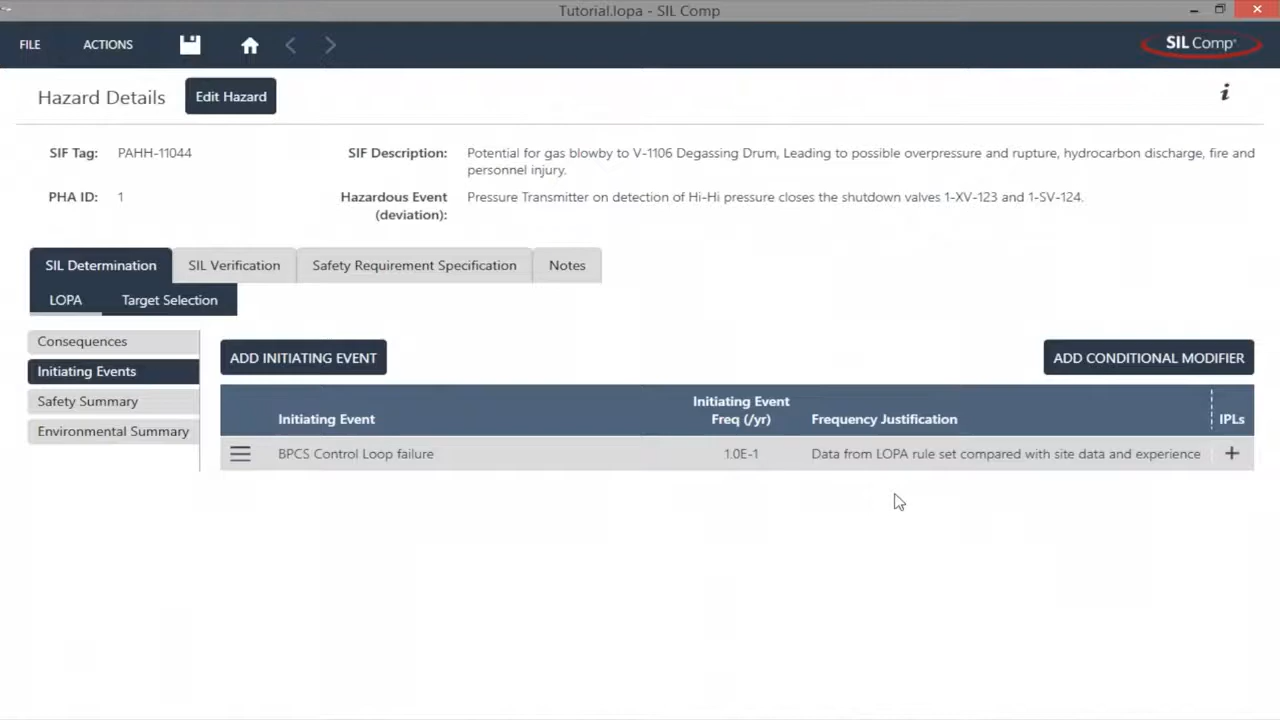 Tutorial.lopa - SIL Comp
FILE
ACTIONS
SIL Comp®
Hazard Details
Edit Hazard
i
SIF Tag:
PAHH-11044
SIF Description:
Potential for gas blowby to V-1106 Degassing Drum, Leading to possible overpressure and rupture, hydrocarbon discharge, fire and
personnel injury.
PHA ID:
1
Hazardous Event
(deviation):
Pressure Transmitter on detection of Hi-Hi pressure closes the shutdown valves 1-XV-123 and 1-SV-124.
SIL Determination
SIL Verification
Safety Requirement Specification
Notes
LOPA
Target Selection
Consequences
Initiating Events
Safety Summary
Environmental Summary
ADD INITIATING EVENT
ADD CONDITIONAL MODIFIER
Initiating Event
Initiating Event
Freq (/yr)
Frequency Justification
IPLs
BPCS Control Loop failure
1.0E-1
Data from LOPA rule set compared with site data and experience
+